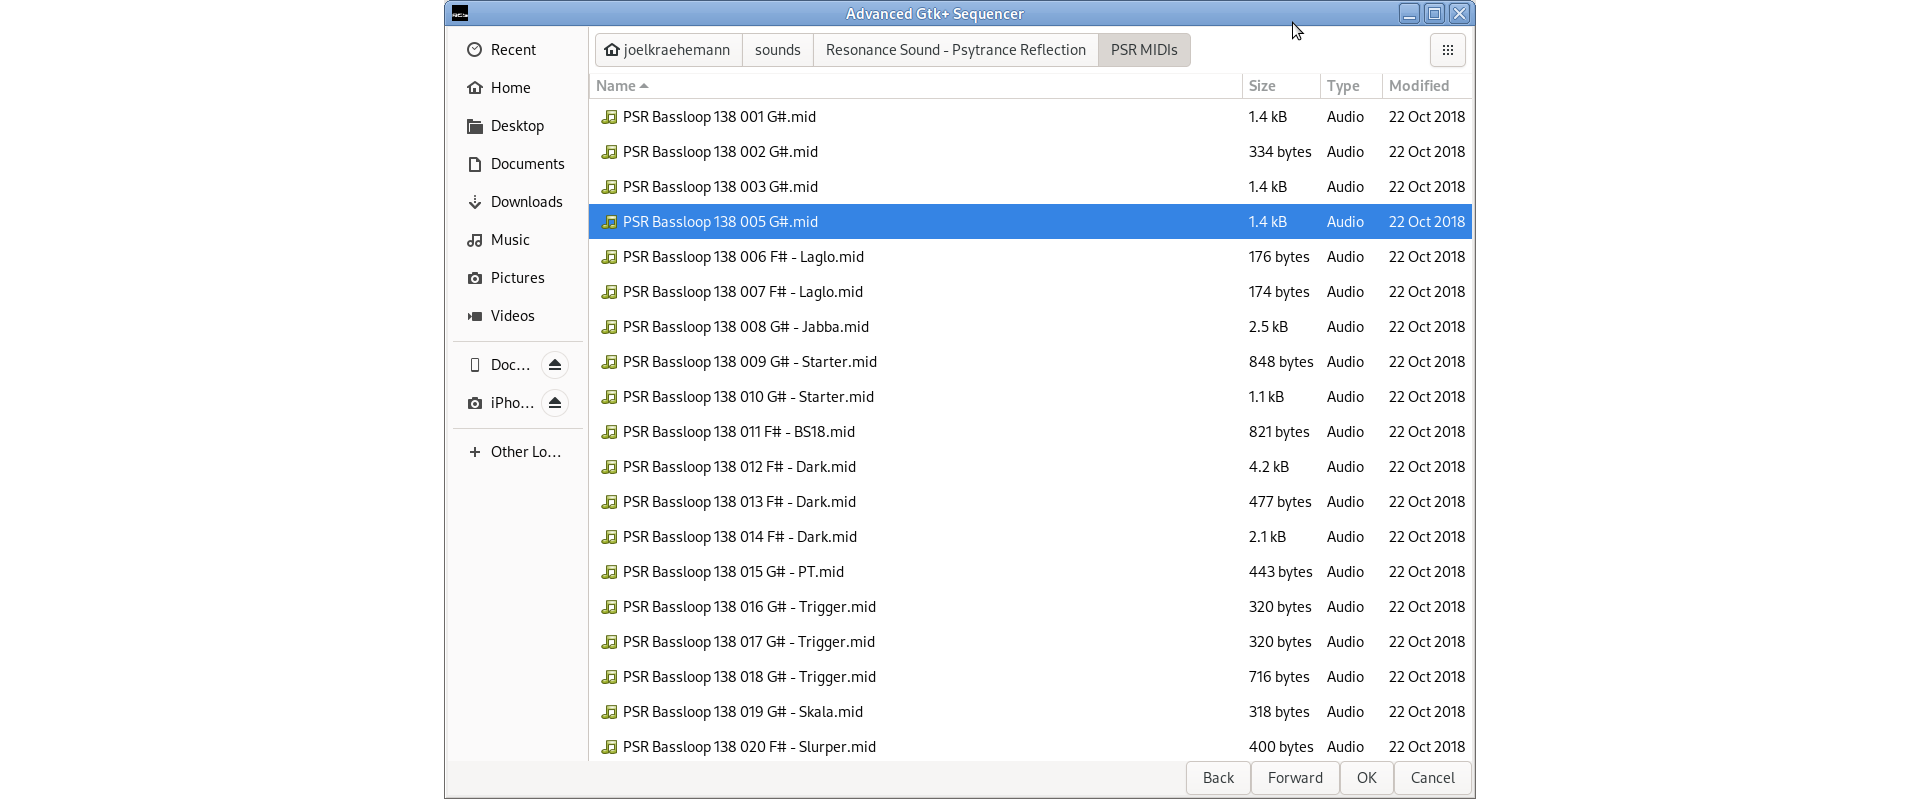 Advanced Gtk+ Sequencer
Recent
Home
Desktop
Documents
Downloads
Music
Pictures
Videos
Doc...
iPho...
Other Lo...
joelkraehemann sounds Resonance Sound - Psytrance Reflection PSR MIDIs
Name Size Type Modified
PSR Bassloop 138 001 G#.mid 1.4 kB Audio 22 Oct 2018
PSR Bassloop 138 002 G#.mid 334 bytes Audio 22 Oct 2018
PSR Bassloop 138 003 G#.mid 1.4 kB Audio 22 Oct 2018
PSR Bassloop 138 005 G#.mid 1.4 kB Audio 22 Oct 2018
PSR Bassloop 138 006 F# - Laglo.mid 176 bytes Audio 22 Oct 2018
PSR Bassloop 138 007 F# - Laglo.mid 174 bytes Audio 22 Oct 2018
PSR Bassloop 138 008 G# - Jabba.mid 2.5 kB Audio 22 Oct 2018
PSR Bassloop 138 009 G# - Starter.mid 848 bytes Audio 22 Oct 2018
PSR Bassloop 138 010 G# - Starter.mid 1.1 kB Audio 22 Oct 2018
PSR Bassloop 138 011 F# - BS18.mid 821 bytes Audio 22 Oct 2018
PSR Bassloop 138 012 F# - Dark.mid 4.2 kB Audio 22 Oct 2018
PSR Bassloop 138 013 F# - Dark.mid 477 bytes Audio 22 Oct 2018
PSR Bassloop 138 014 F# - Dark.mid 2.1 kB Audio 22 Oct 2018
PSR Bassloop 138 015 G# - PT.mid 443 bytes Audio 22 Oct 2018
PSR Bassloop 138 016 G# - Trigger.mid 320 bytes Audio 22 Oct 2018
PSR Bassloop 138 017 G# - Trigger.mid 320 bytes Audio 22 Oct 2018
PSR Bassloop 138 018 G# - Trigger.mid 716 bytes Audio 22 Oct 2018
PSR Bassloop 138 019 G# - Skala.mid 318 bytes Audio 22 Oct 2018
PSR Bassloop 138 020 F# - Slurper.mid 400 bytes Audio 22 Oct 2018
Back Forward OK Cancel